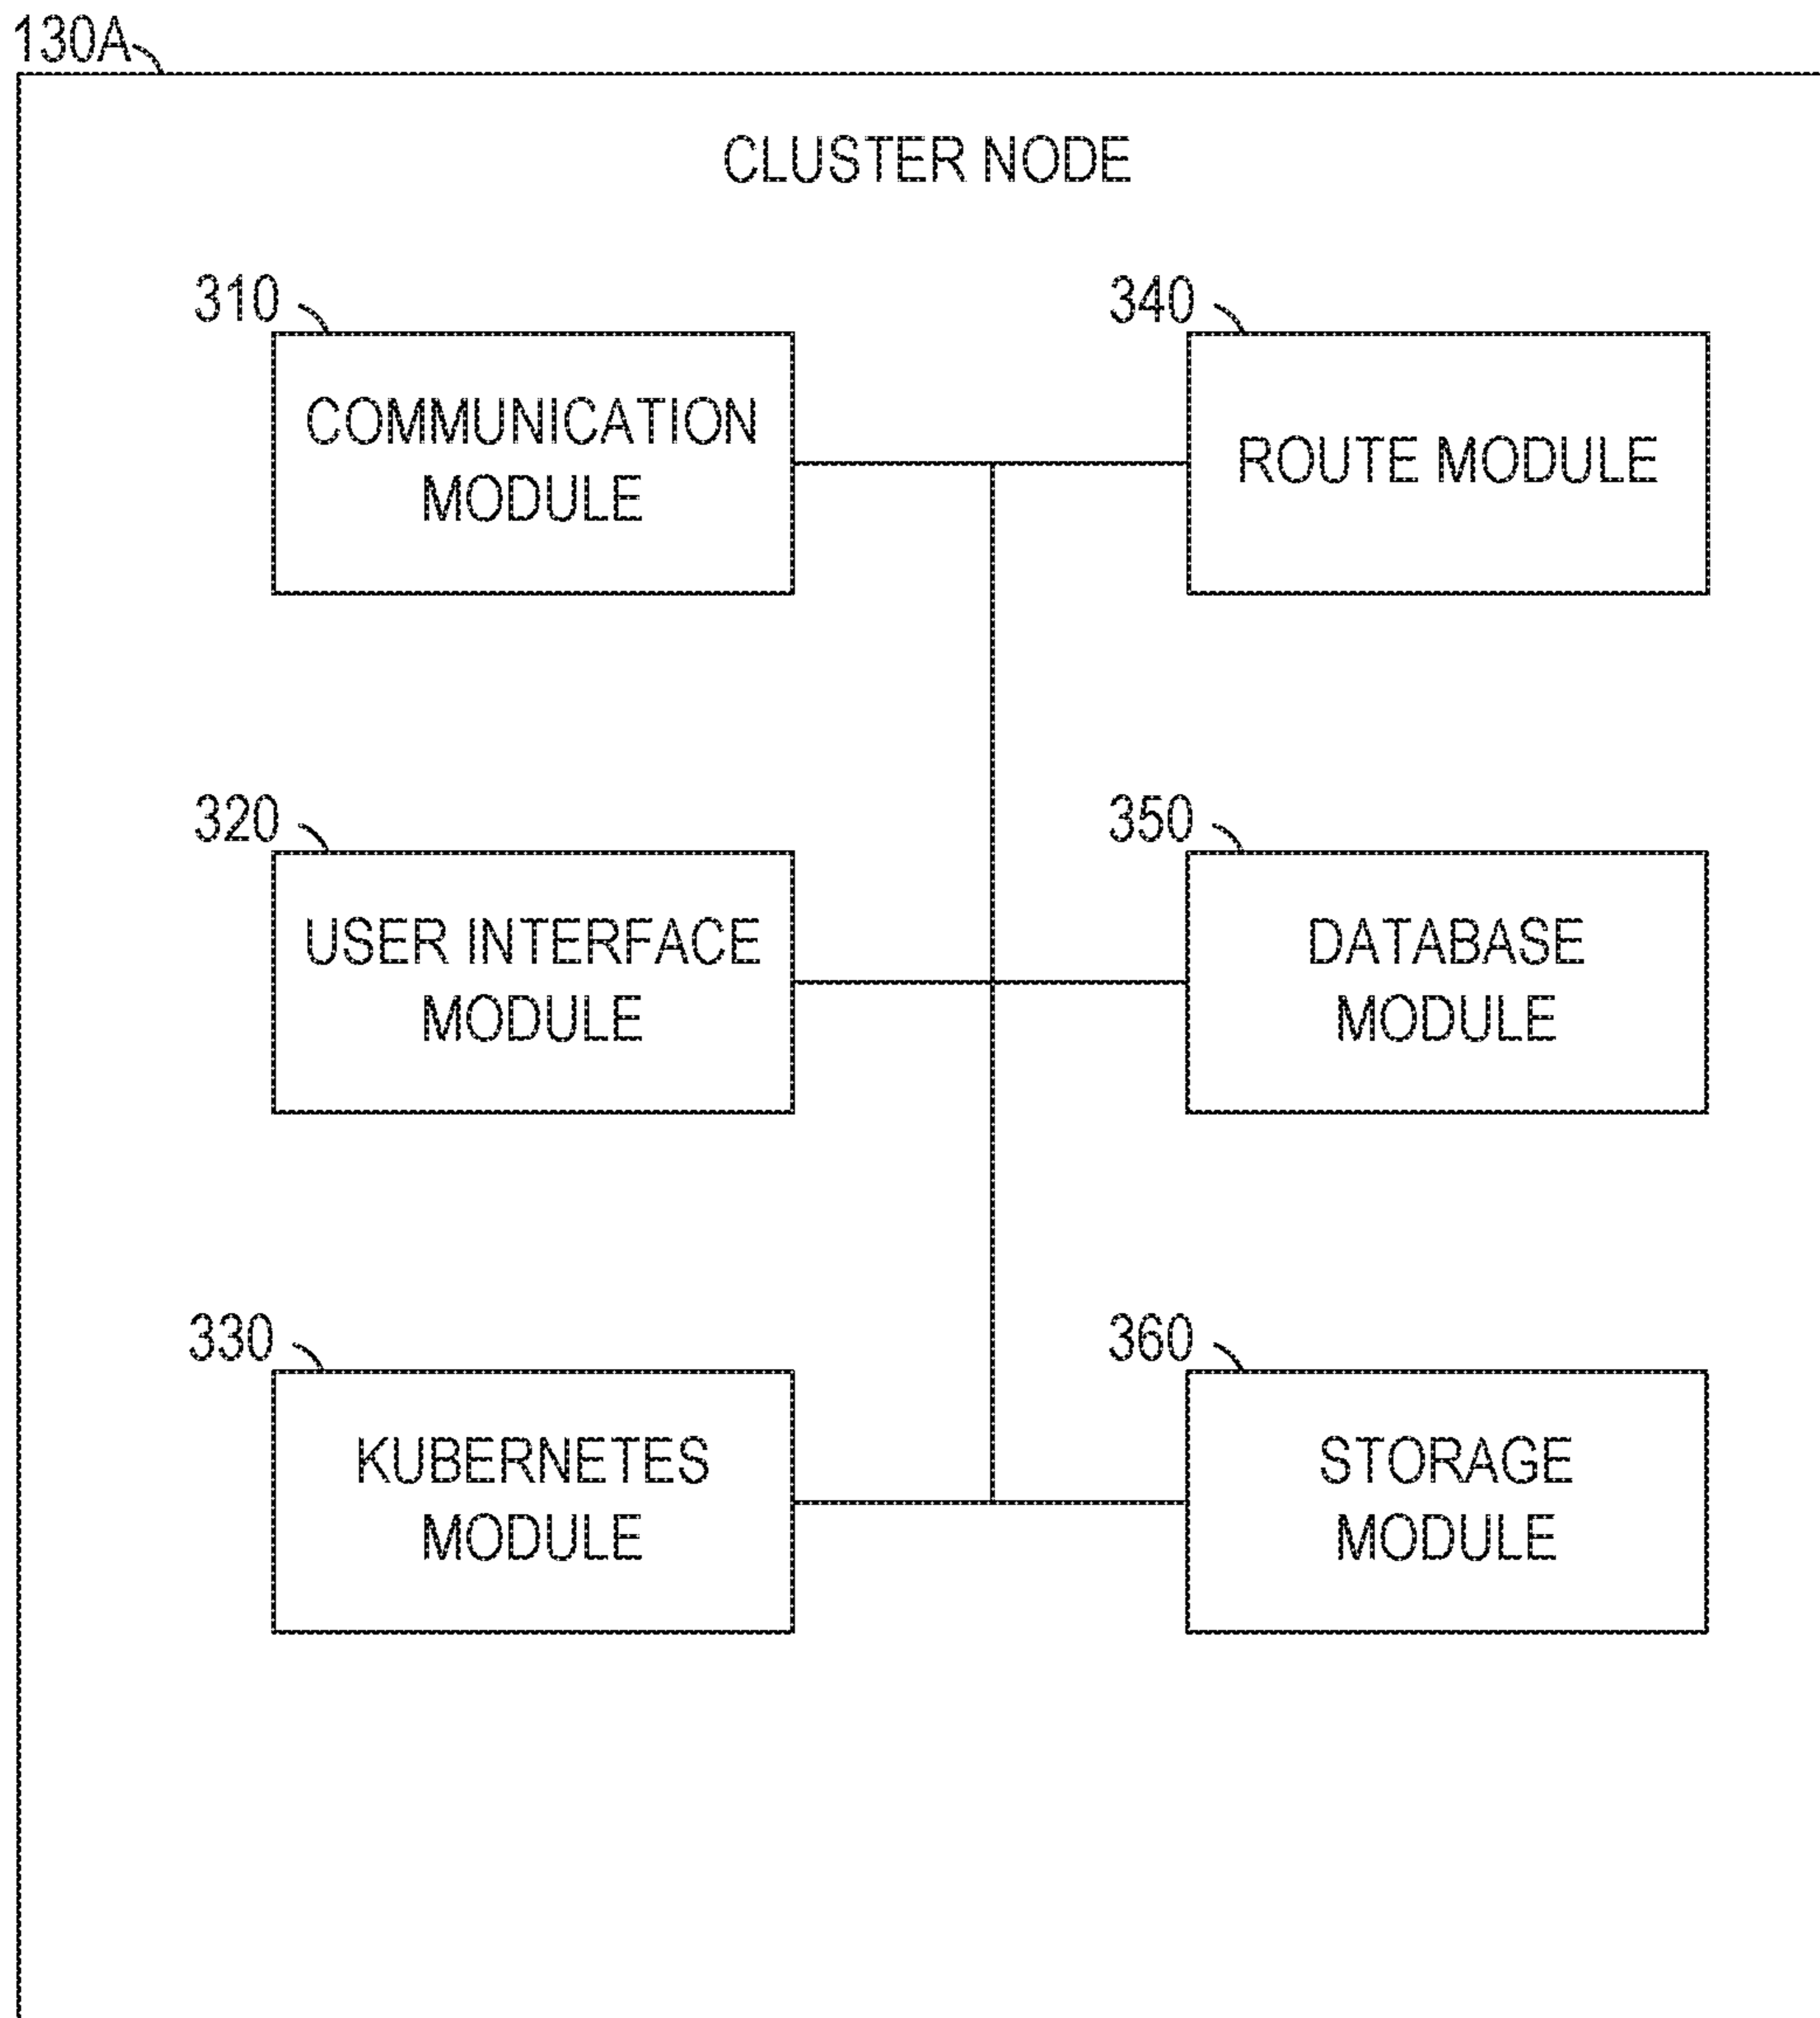 130A
CLUSTER NODE
310
COMMUNICATION
MODULE
340
ROUTE MODULE
320
USER INTERFACE
MODULE
350
DATABASE
MODULE
330
KUBERNETES
MODULE
360
STORAGE
MODULE